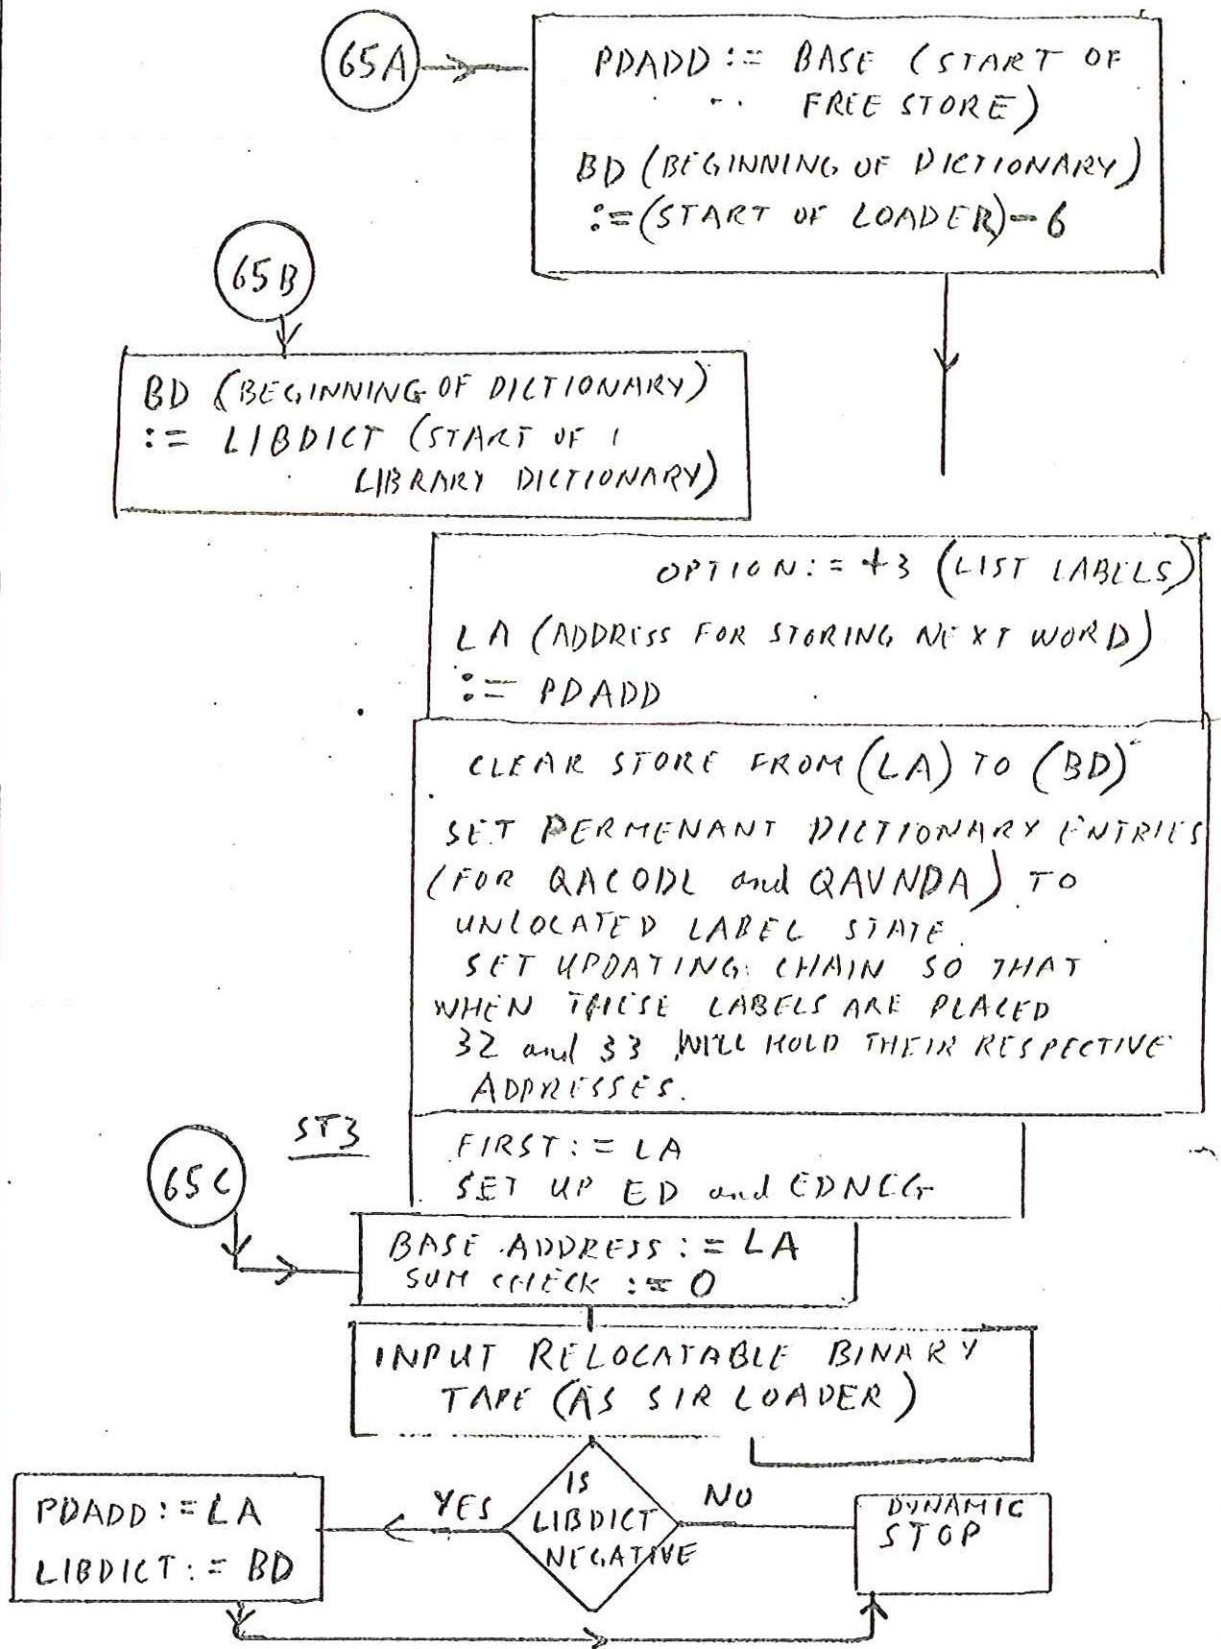 65A
PDADD := BASE (START OF
FREE STORE)
BD (BEGINNING OF DICTIONARY)
:= (START OF LOADER) - 6
65B
BD (BEGINNING OF DICTIONARY)
:= LIBDICT (START OF
LIBRARY DICTIONARY)
OPTION := +3 (LIST LABELS)
LA (ADDRESS FOR STORING NEXT WORD)
:= PDADD
CLEAR STORE FROM (LA) TO (BD)
SET PERMENANT DICTIONARY ENTRIES
(FOR QACODL and QAVNDA) TO
UNLOCATED LABEL STATE.
SET UPDATING CHAIN SO THAT
WHEN THESE LABELS ARE PLACED
32 and 33 WILL HOLD THEIR RESPECTIVE
ADDRESSES.
ST3
FIRST := LA
SET UP ED and EDNEG
65C
BASE ADDRESS := LA
SUM CHECK := 0
INPUT RELOCATABLE BINARY
TAPE (AS SIR LOADER)
IS
LIBDICT
NEGATIVE
YES
NO
PDADD := LA
LIBDICT := BD
DYNAMIC
STOP